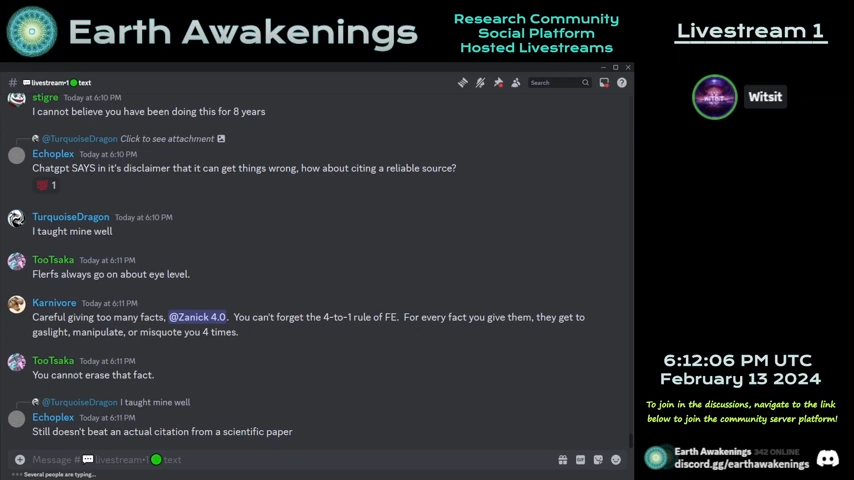 Earth Awakenings
Research Community
Social Platform
Hosted Livestreams
Livestream 1
# livestream-1 text
Search
Witsit
stigre Today at 6:10 PM
I cannot believe you have been doing this for 8 years
@TurquoiseDragon Click to see attachment
Echoplex Today at 6:10 PM
Chatgpt SAYS in it's disclaimer that it can get things wrong, how about citing a reliable source?
1
TurquoiseDragon Today at 6:10 PM
I taught mine well
TooTsaka Today at 6:11 PM
Flerfs always go on about eye level.
Karnivore Today at 6:11 PM
Careful giving too many facts, @Zanick 4.0. You can't forget the 4-to-1 rule of FE. For every fact you give them, they get to
gaslight, manipulate, or misquote you 4 times.
TooTsaka Today at 6:11 PM
You cannot erase that fact.
@TurquoiseDragon I taught mine well
Echoplex Today at 6:11 PM
Still doesn't beat an actual citation from a scientific paper
Message # livestream-1 text
GIF
Several people are typing...
6:12:06 PM UTC
February 13 2024
To join in the discussions, navigate to the link
below to join the community server platform!
Earth Awakenings 342 ONLINE
discord.gg/earthawakenings